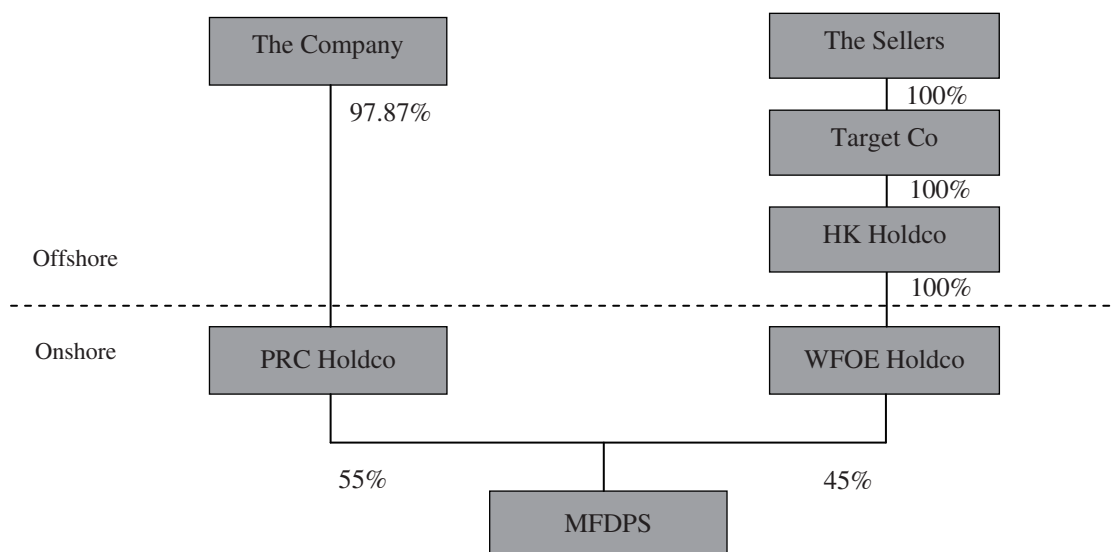 The Company
The Sellers
97.87%
100%
Target Co
100%
HK Holdco
Offshore
100%
Onshore
PRC Holdco
WFOE Holdco
55%
45%
MFDPS